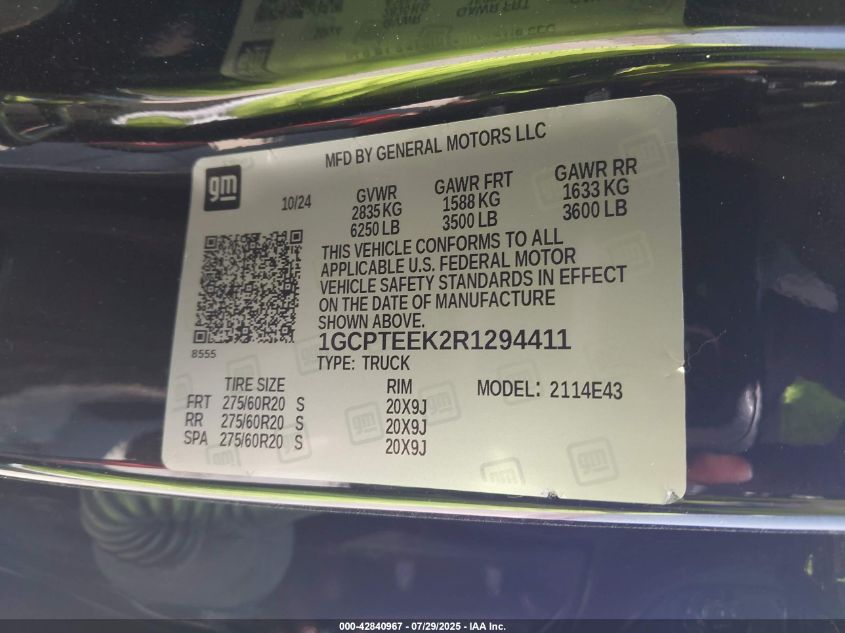 MFD BY GENERAL MOTORS LLC
gm
10/24
GVWR
2835 KG
6250 LB
GAWR FRT
1588 KG
3500 LB
GAWR RR
1633 KG
3600 LB
THIS VEHICLE CONFORMS TO ALL
APPLICABLE U.S. FEDERAL MOTOR
VEHICLE SAFETY STANDARDS IN EFFECT
ON THE DATE OF MANUFACTURE
SHOWN ABOVE.
8555
1GCPTEEK2R1294411
TYPE: TRUCK
TIRE SIZE RIM MODEL: 2114E43
FRT 275/60R20 S 20X9J
RR 275/60R20 S 20X9J
SPA 275/60R20 S 20X9J
000-42840967 - 07/29/2025 - IAA Inc.